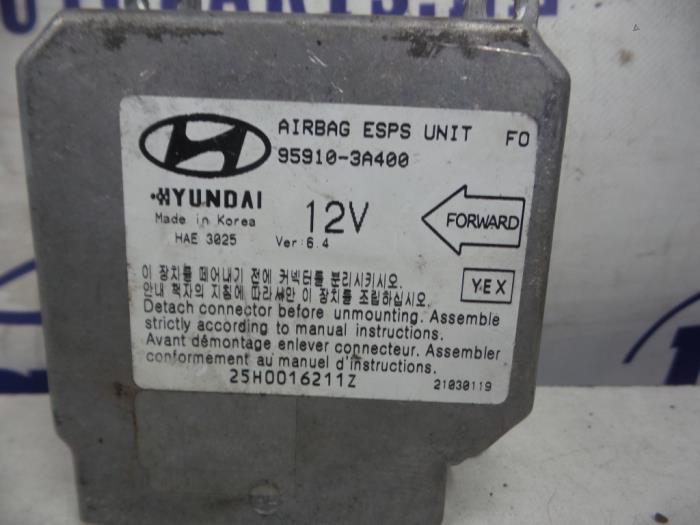 AIRBAG ESPS UNIT FO
95910-3A400
HYUNDAI
Made in Korea
HAE 3025
12V
Ver:6.4
FORWARD
이 장치를 떼어내기 전에 커넥터를 분리시키시오.
안내 책자의 지침에 따라서만 이 장치를 조립하십시오.
Y.EX
Detach connector before unmounting. Assemble
strictly according to manual instructions.
Avant démontage enlever connecteur. Assembler
conformement au manuel d'instructions.
25H0016211Z
21030119